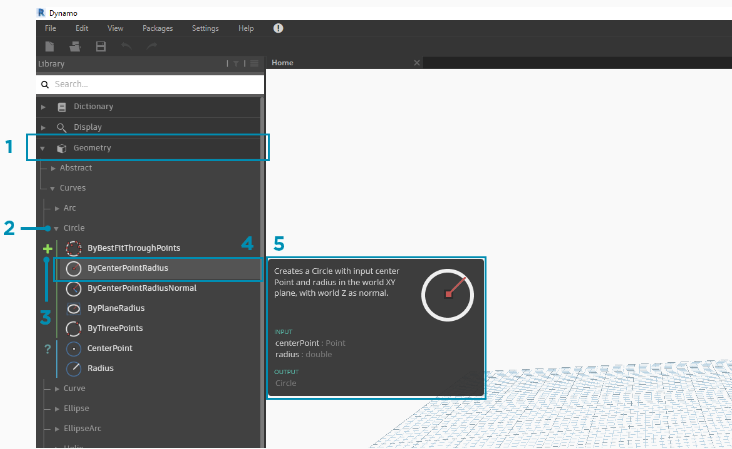 R Dynamo
File Edit View Packages Settings Help !
Library
Home
Search...
Dictionary
Display
1 Geometry
Abstract
Curves
Arc
2 Circle
+ ByBestFitThroughPoints
4 5
ByCenterPointRadius
ByCenterPointRadiusNormal
3
ByPlaneRadius
ByThreePoints
? CenterPoint
Radius
Curve
Ellipse
EllipseArc
Helix
Creates a Circle with input center
Point and radius in the world XY
plane, with world Z as normal.
INPUT
centerPoint : Point
radius : double
OUTPUT
Circle